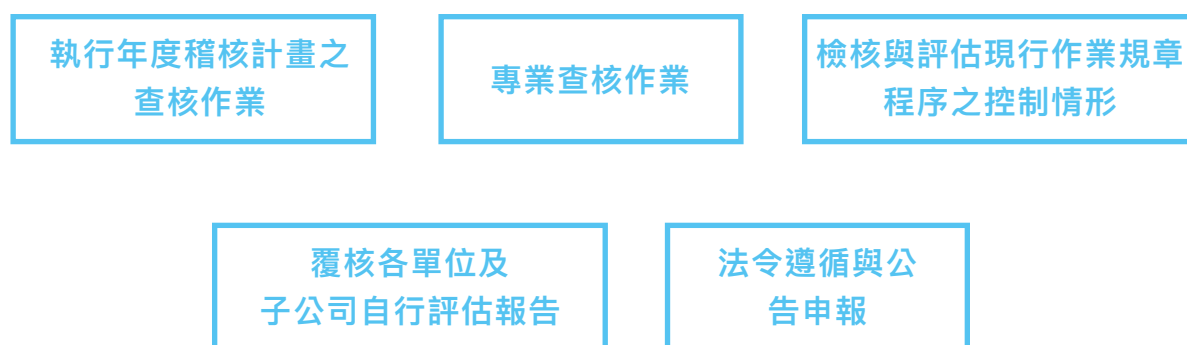 執行年度稽核計畫之
查核作業
專業查核作業
檢核與評估現行作業規章
程序之控制情形
覆核各單位及
子公司自行評估報告
法令遵循與公
告申報